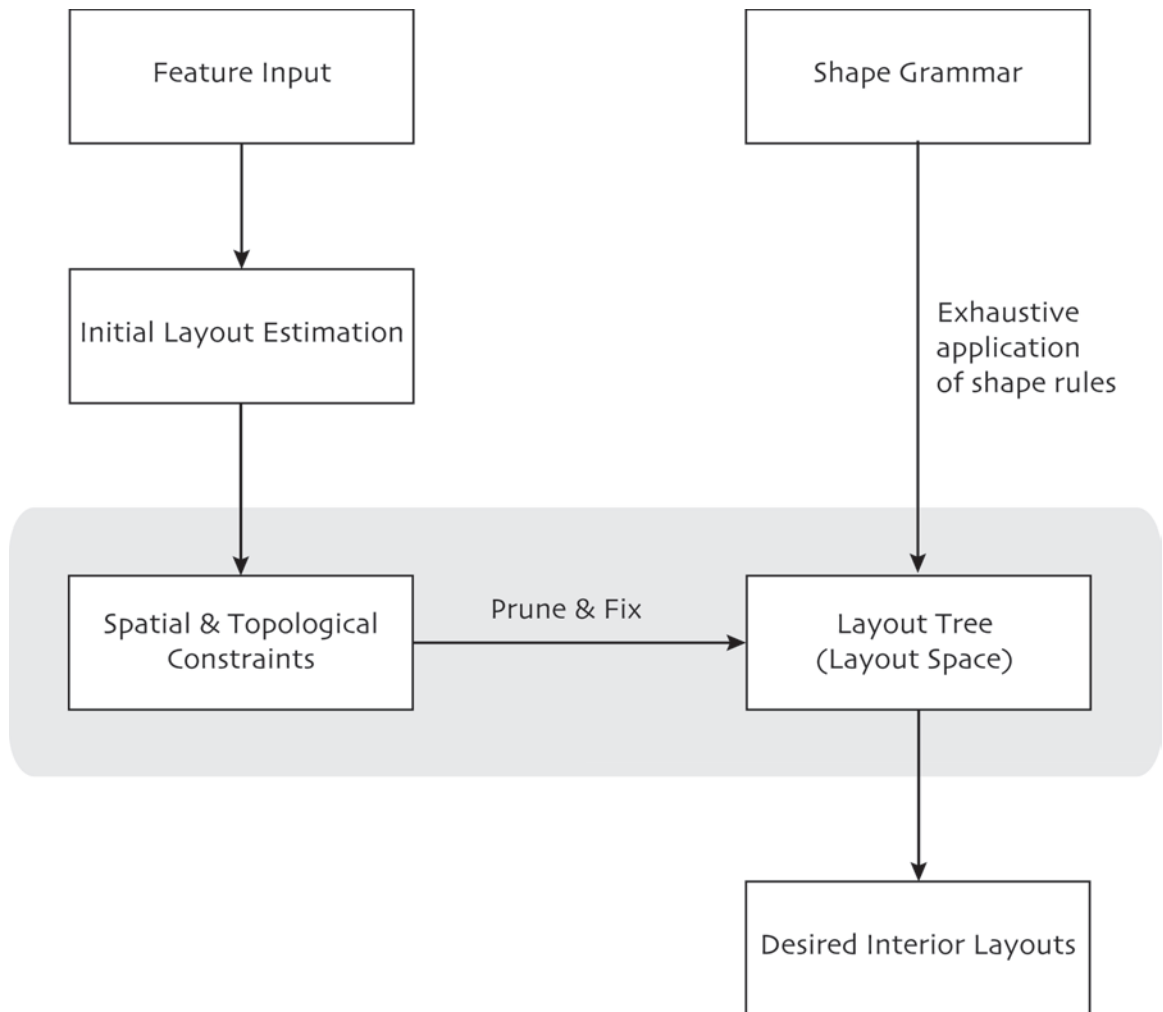 Feature Input
Shape Grammar
Initial Layout Estimation
Exhaustive
application
of shape rules
Spatial & Topological
Constraints
Prune & Fix
Layout Tree
(Layout Space)
Desired Interior Layouts